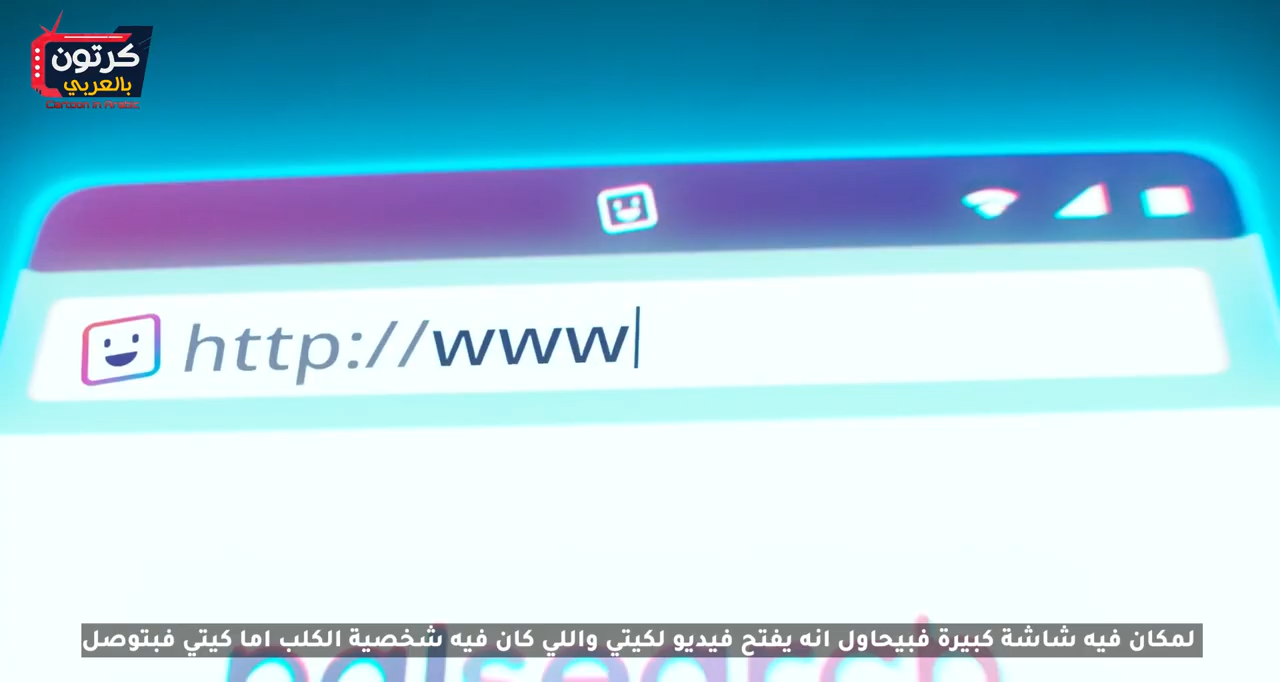 كرتون
بالعربي
Cartoon in Arabic
http://www
لمكان فيه شاشة كبيرة فبيحاول انه يفتح فيديو لكيتي واللي كان فيه شخصية الكلب اما كيتي فبتوصل
palsearch